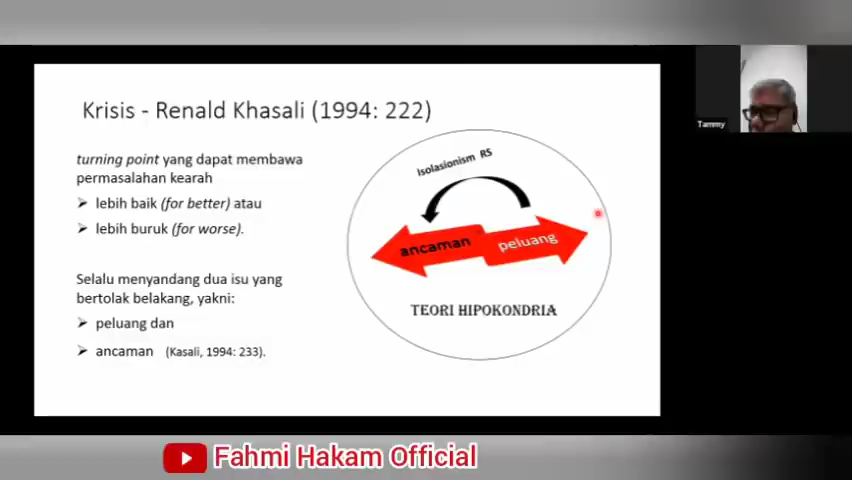 Krisis - Renald Khasali (1994: 222)
turning point yang dapat membawa
permasalahan kearah
➢ lebih baik (for better) atau
➢ lebih buruk (for worse).
Selalu menyandang dua isu yang
bertolak belakang, yakni:
➢ peluang dan
➢ ancaman (Kasali, 1994: 233).
Isolasionism RS
ancaman
peluang
TEORI HIPOKONDRIA
Tammy
Fahmi Hakam Official